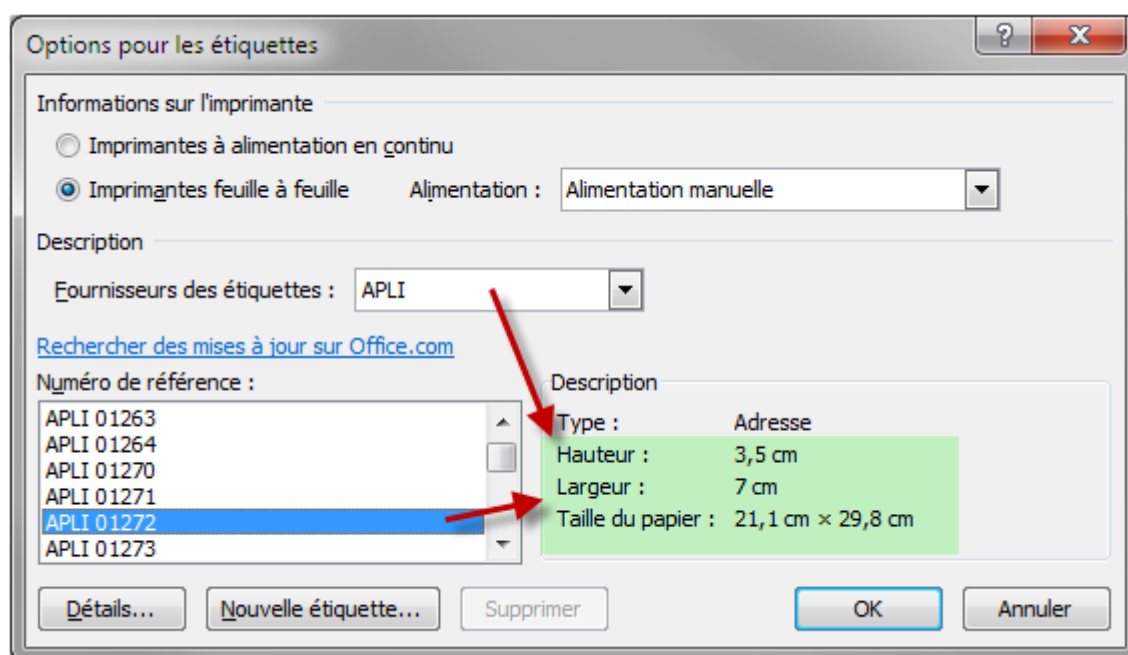 Options pour les étiquettes
Informations sur l'imprimante
Imprimantes à alimentation en continu
Imprimantes feuille à feuille Alimentation : Alimentation manuelle
Description
Fournisseurs des étiquettes : APLI
Rechercher des mises à jour sur Office.com
Numéro de référence :
APLI 01263
APLI 01264
APLI 01270
APLI 01271
APLI 01272
APLI 01273
Description
Type : Adresse
Hauteur : 3,5 cm
Largeur : 7 cm
Taille du papier : 21,1 cm × 29,8 cm
Détails... Nouvelle étiquette... Supprimer OK Annuler